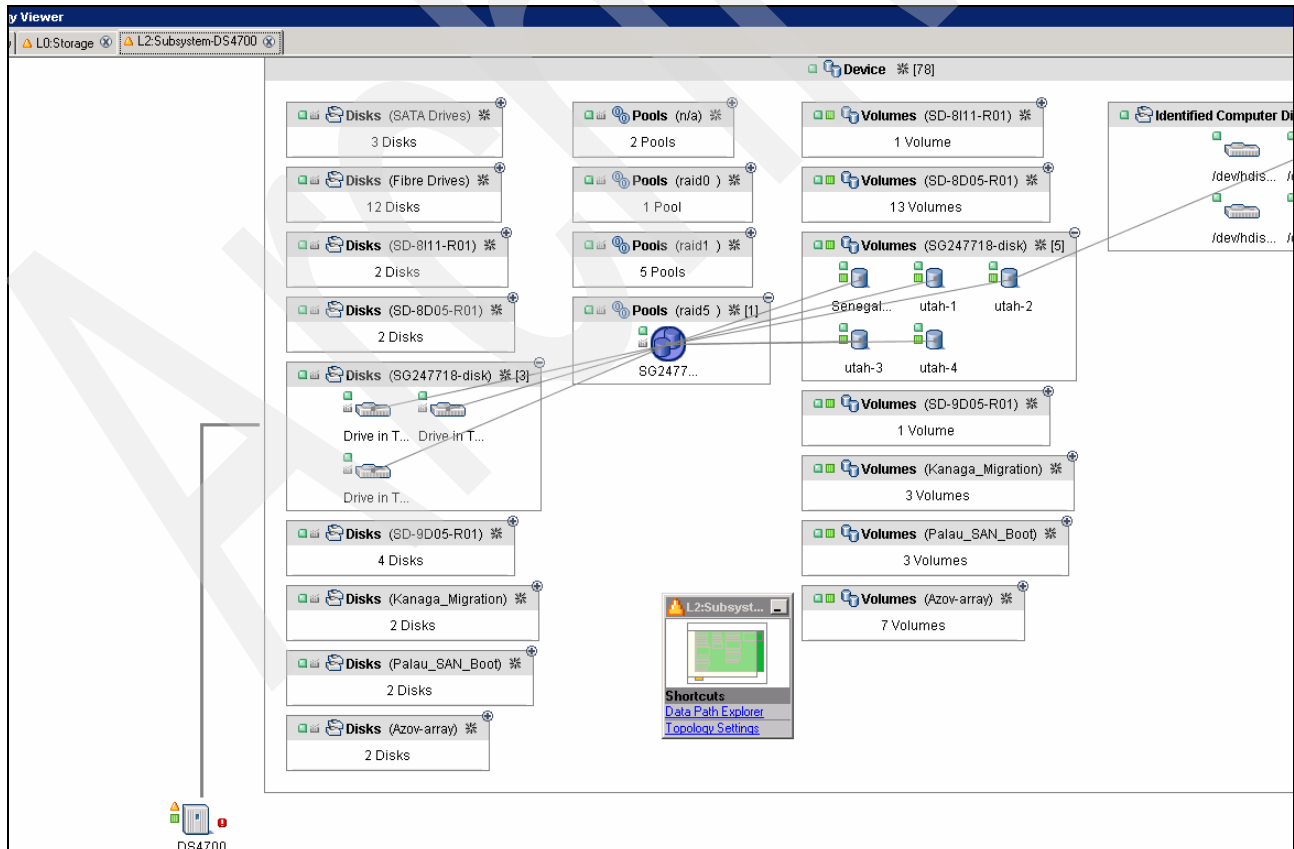 y Viewer
L0:Storage
L2:Subsystem-DS4700
Device [78]
Disks (SATA Drives)
3 Disks
Disks (Fibre Drives)
12 Disks
Disks (SD-8I11-R01)
2 Disks
Disks (SD-8D05-R01)
2 Disks
Disks (SG247718-disk) [3]
Drive in T... Drive in T...
Drive in T...
Disks (SD-9D05-R01)
4 Disks
Disks (Kanaga_Migration)
2 Disks
Disks (Palau_SAN_Boot)
2 Disks
Disks (Azov-array)
2 Disks
Pools (n/a)
2 Pools
Pools (raid0 )
1 Pool
Pools (raid1 )
5 Pools
Pools (raid5 ) [1]
SG2477...
Volumes (SD-8I11-R01)
1 Volume
Volumes (SD-8D05-R01)
13 Volumes
Volumes (SG247718-disk) [5]
Senegal... utah-1 utah-2
utah-3 utah-4
Volumes (SD-9D05-R01)
1 Volume
Volumes (Kanaga_Migration)
3 Volumes
Volumes (Palau_SAN_Boot)
3 Volumes
Volumes (Azov-array)
7 Volumes
Identified Computer Di
/dev/hdis...
/dev/hdis...
L2:Subsyst...
Shortcuts
Data Path Explorer
Topology Settings
DS4700